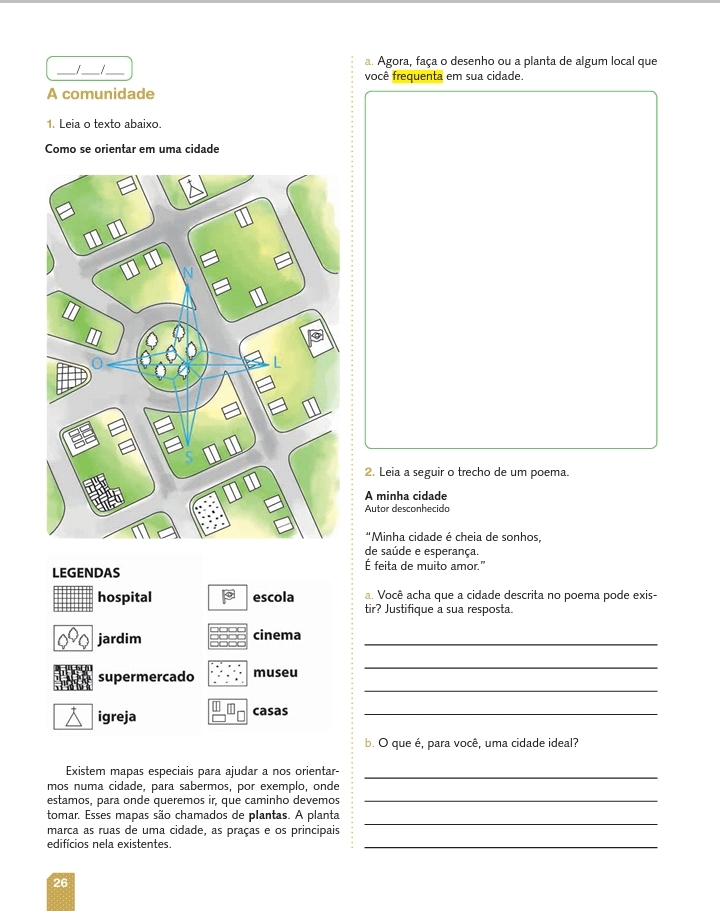 ___/___/___
A comunidade
1. Leia o texto abaixo.
Como se orientar em uma cidade
N
O
L
S
LEGENDAS
hospital
jardim
supermercado
igreja
escola
cinema
museu
casas
Existem mapas especiais para ajudar a nos orientar-
mos numa cidade, para sabermos, por exemplo, onde
estamos, para onde queremos ir, que caminho devemos
tomar. Esses mapas são chamados de plantas. A planta
marca as ruas de uma cidade, as praças e os principais
edifícios nela existentes.
26
a. Agora, faça o desenho ou a planta de algum local que
você frequenta em sua cidade.
2. Leia a seguir o trecho de um poema.
A minha cidade
Autor desconhecido
“Minha cidade é cheia de sonhos,
de saúde e esperança.
É feita de muito amor.”
a. Você acha que a cidade descrita no poema pode exis-
tir? Justifique a sua resposta.
b. O que é, para você, uma cidade ideal?